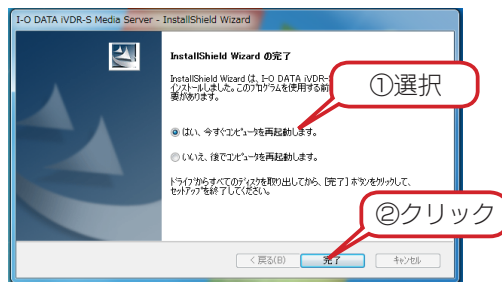 I-O DATA iVDR-S Media Server - InstallShield Wizard
InstallShield Wizard の完了
InstallShield Wizard は、I-O DATA iVDR-
インストールしました。このプログラムを使用する前
要があります。
①選択
はい、今すぐコンピュータを再起動します。
いいえ、後でコンピュータを再起動します。
ドライブからすべてのディスクを取り出してから、[完了] ボタンをクリックして、
セットアップを終了してください。
②クリック
< 戻る(B)
完了
キャンセル